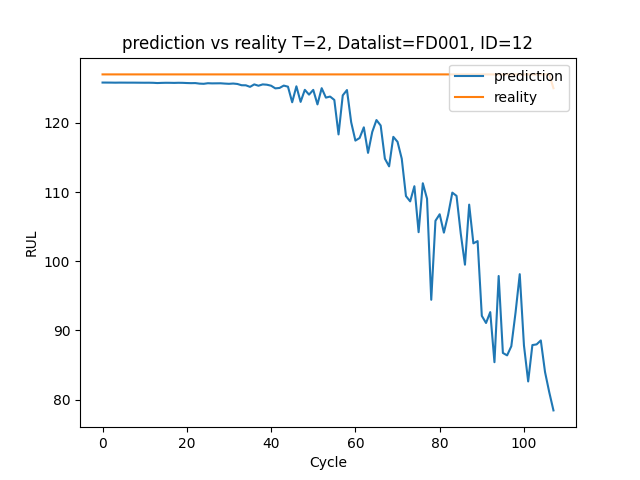 prediction vs reality T=2, Datalist=FD001, ID=12
prediction
reality
120
110
100
90
80
RUL
0 20 40 60 80 100
Cycle